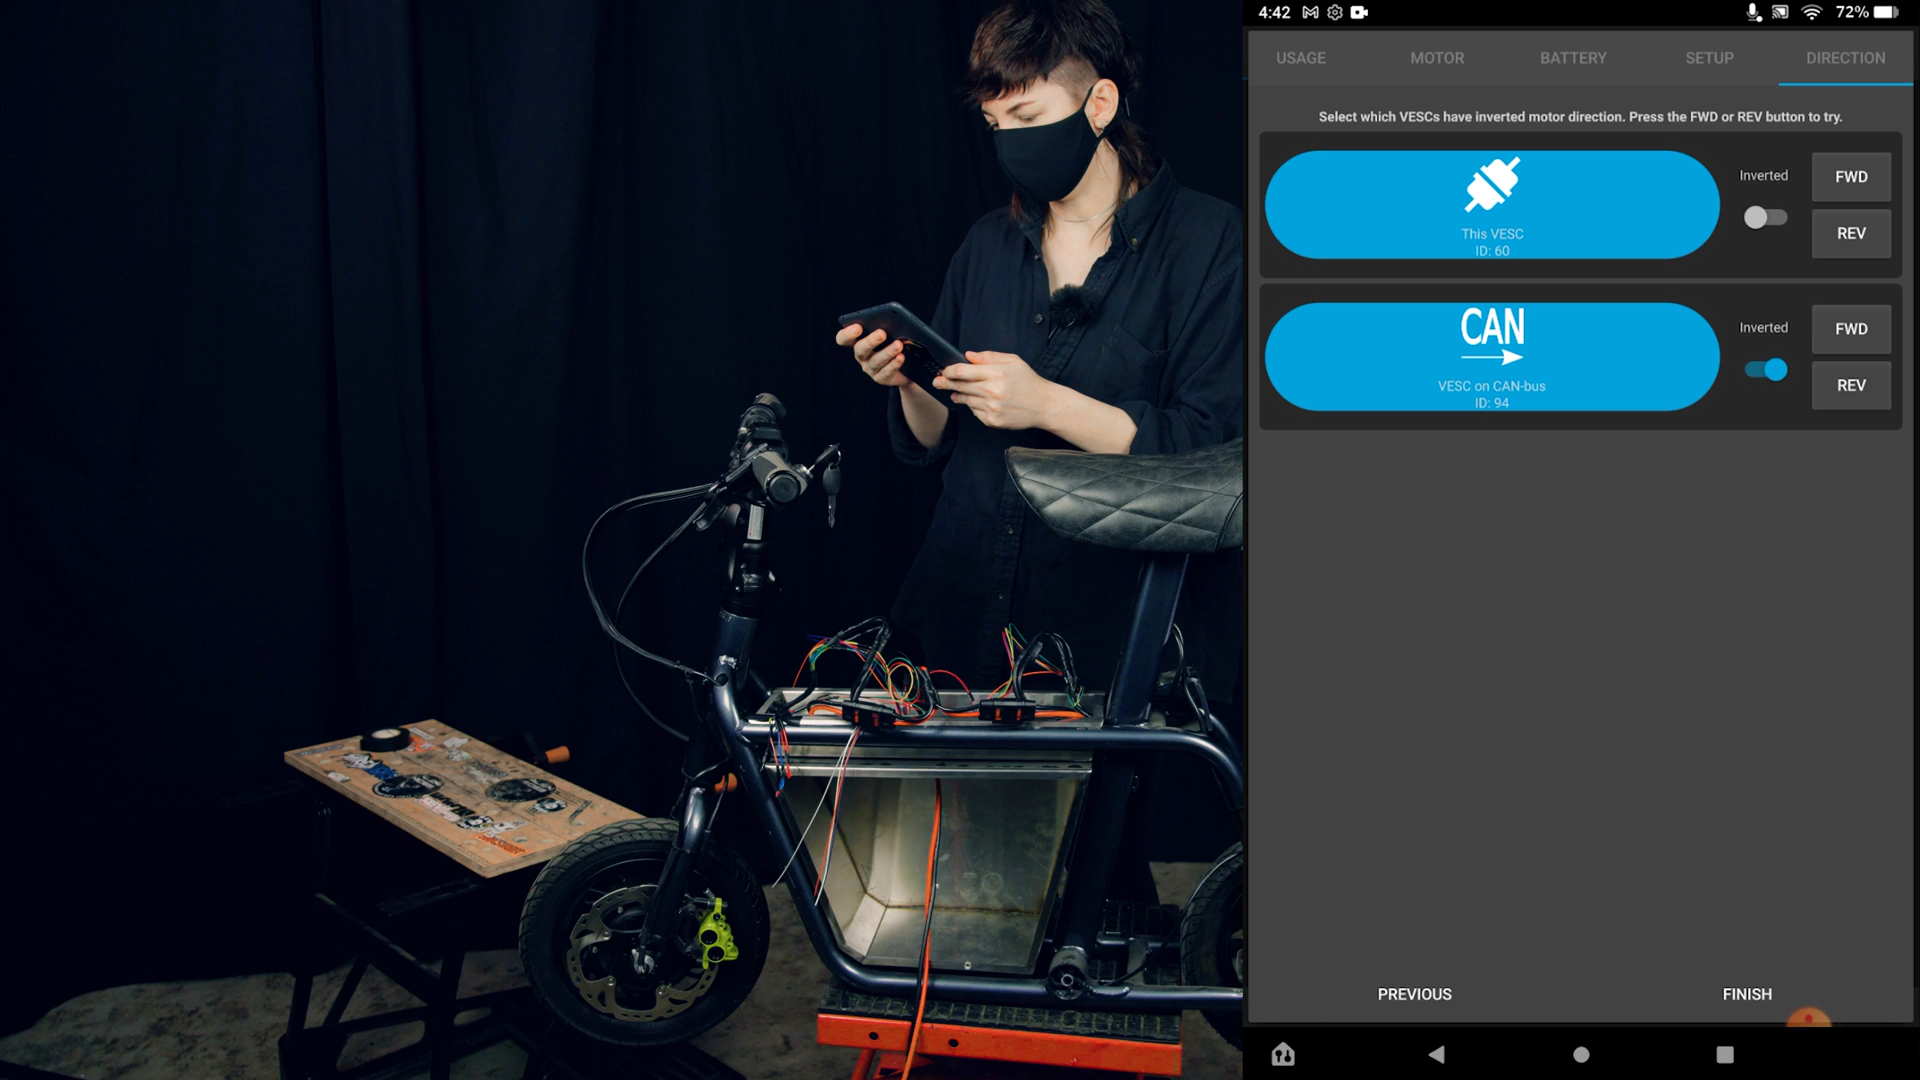 4:42
72%
USAGE MOTOR BATTERY SETUP DIRECTION
Select which VESCs have inverted motor direction. Press the FWD or REV button to try.
This VESC
ID: 60
Inverted
FWD
REV
CAN
VESC on CAN-bus
ID: 94
Inverted
FWD
REV
PREVIOUS FINISH